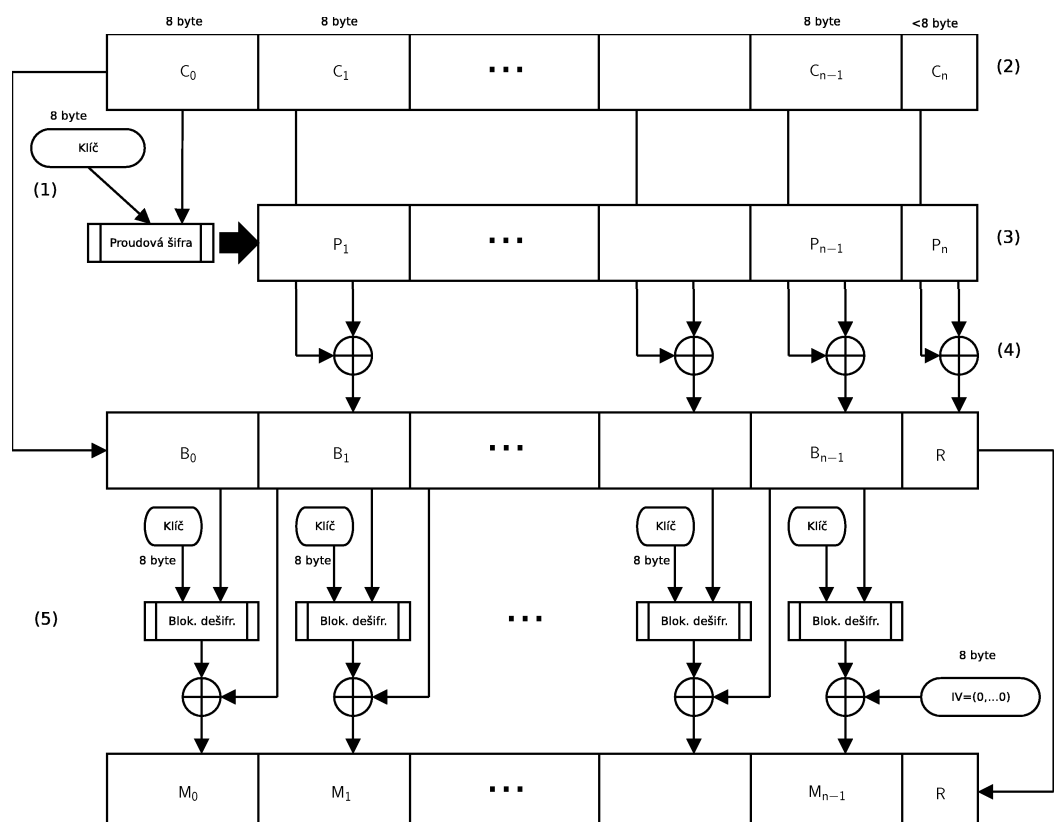 8 byte 8 byte 8 byte <8 byte
C0 C1 ... Cn−1 Cn (2)
8 byte
Klíč
(1)
Proudová šifra P1 ... Pn−1 Pn (3)
(4)
B0 B1 ... Bn−1 R
Klíč Klíč Klíč Klíč
8 byte 8 byte 8 byte
(5) Blok. dešifr. Blok. dešifr. ... Blok. dešifr. Blok. dešifr.
8 byte
IV=(0,...0)
M0 M1 ... Mn−1 R